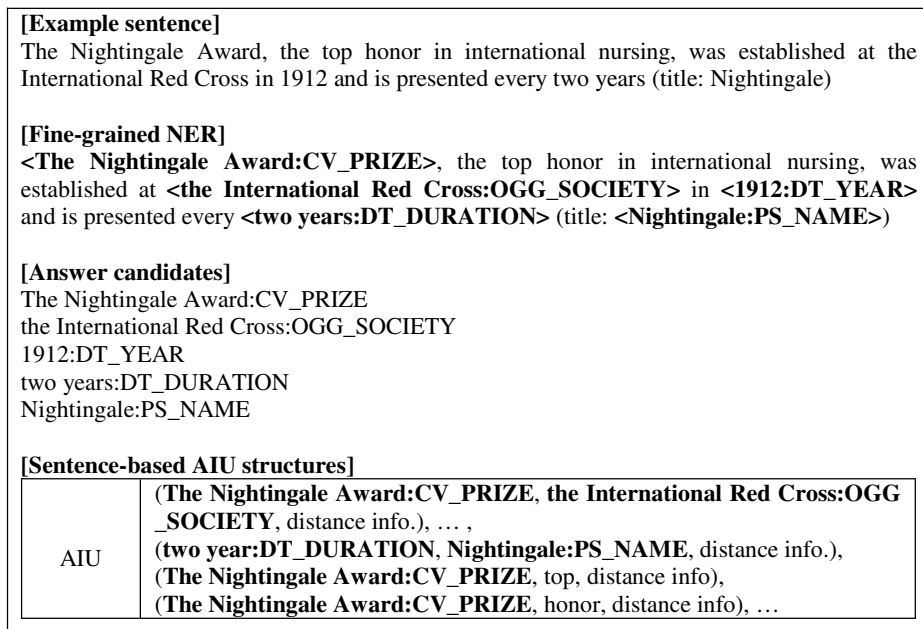 [Example sentence]
The Nightingale Award, the top honor in international nursing, was established at the
International Red Cross in 1912 and is presented every two years (title: Nightingale)
[Fine-grained NER]
<The Nightingale Award:CV_PRIZE>, the top honor in international nursing, was
established at <the International Red Cross:OGG_SOCIETY> in <1912:DT_YEAR>
and is presented every <two years:DT_DURATION> (title: <Nightingale:PS_NAME>)
[Answer candidates]
The Nightingale Award:CV_PRIZE
the International Red Cross:OGG_SOCIETY
1912:DT_YEAR
two years:DT_DURATION
Nightingale:PS_NAME
[Sentence-based AIU structures]
AIU
(The Nightingale Award:CV_PRIZE, the International Red Cross:OGG
_SOCIETY, distance info.), … ,
(two year:DT_DURATION, Nightingale:PS_NAME, distance info.),
(The Nightingale Award:CV_PRIZE, top, distance info),
(The Nightingale Award:CV_PRIZE, honor, distance info), …